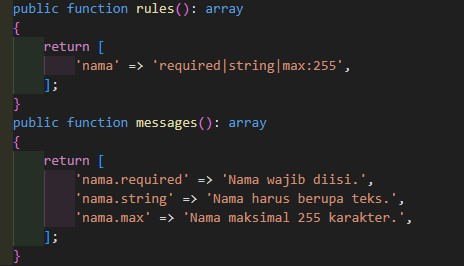 public function rules(): array
{
return [
'nama' => 'required|string|max:255',
];
}
public function messages(): array
{
return [
'nama.required' => 'Nama wajib diisi.',
'nama.string' => 'Nama harus berupa teks.',
'nama.max' => 'Nama maksimal 255 karakter.',
];
}